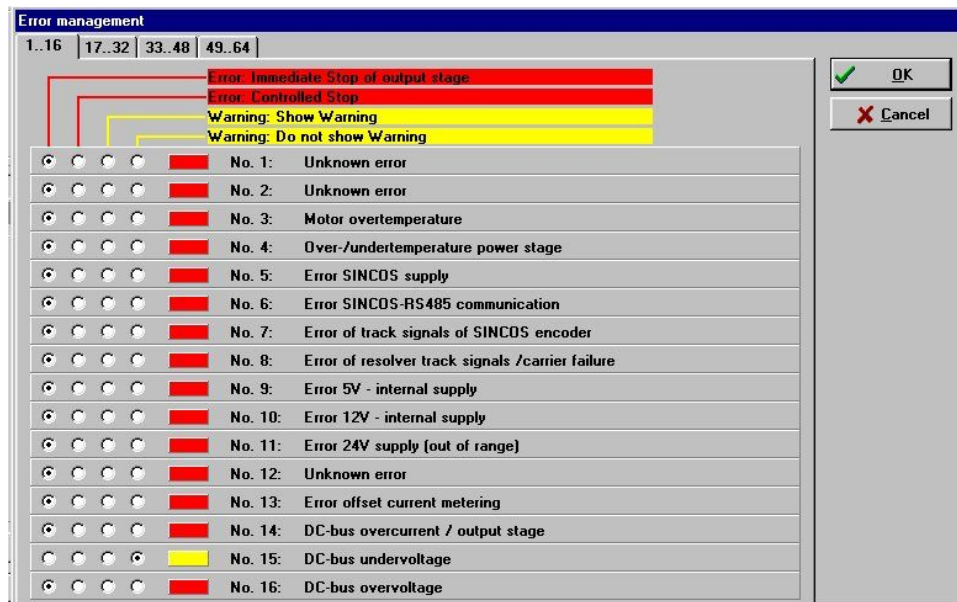 Error management
1..16 17..32 33..48 49..64
Error: Immediate Stop of output stage
OK
Error: Controlled Stop
Cancel
Warning: Show Warning
Warning: Do not show Warning
No. 1: Unknown error
No. 2: Unknown error
No. 3: Motor overtemperature
No. 4: Over-/undertemperature power stage
No. 5: Error SINCOS supply
No. 6: Error SINCOS-RS485 communication
No. 7: Error of track signals of SINCOS encoder
No. 8: Error of resolver track signals /carrier failure
No. 9: Error 5V - internal supply
No. 10: Error 12V - internal supply
No. 11: Error 24V supply (out of range)
No. 12: Unknown error
No. 13: Error offset current metering
No. 14: DC-bus overcurrent / output stage
No. 15: DC-bus undervoltage
No. 16: DC-bus overvoltage